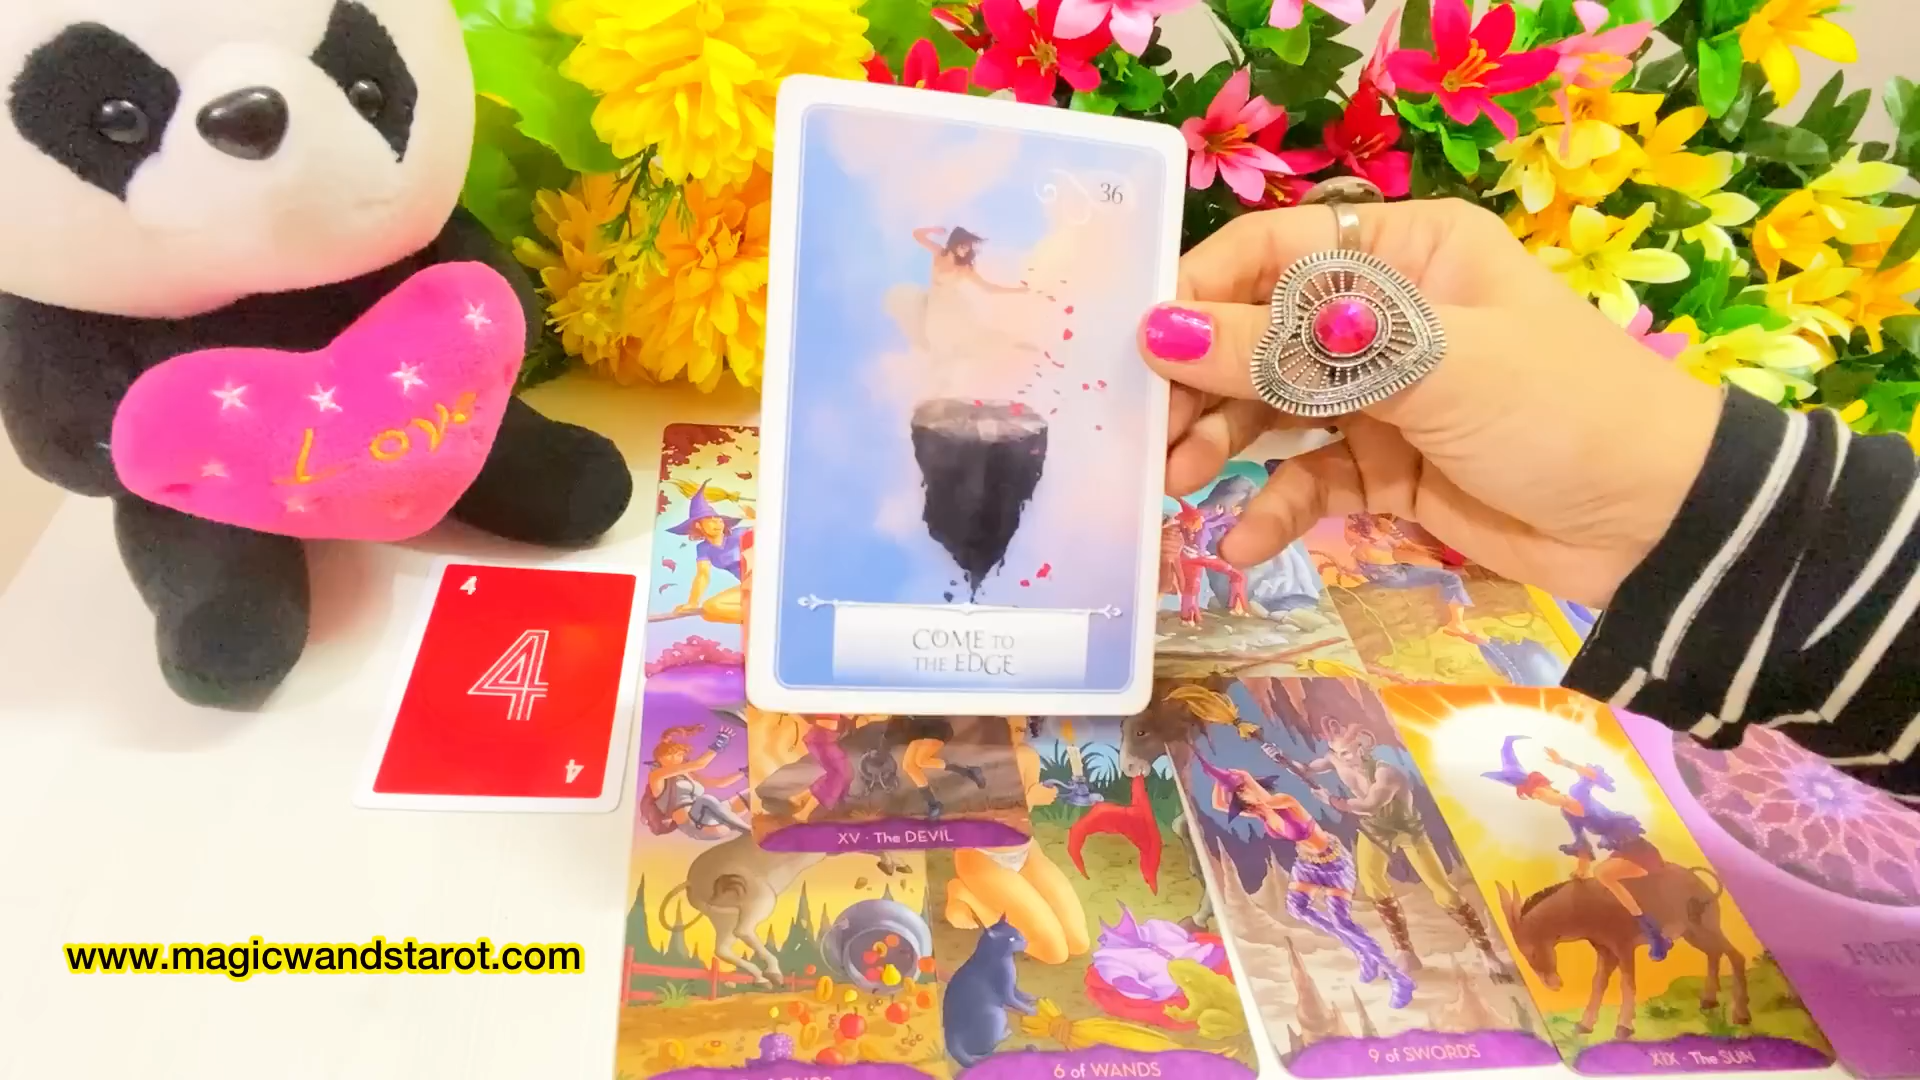 36
Love
COME TO
THE EDGE
4
4
4
XV · The DEVIL
www.magicwandstarot.com
6 of WANDS
9 of SWORDS
XIX · The SUN